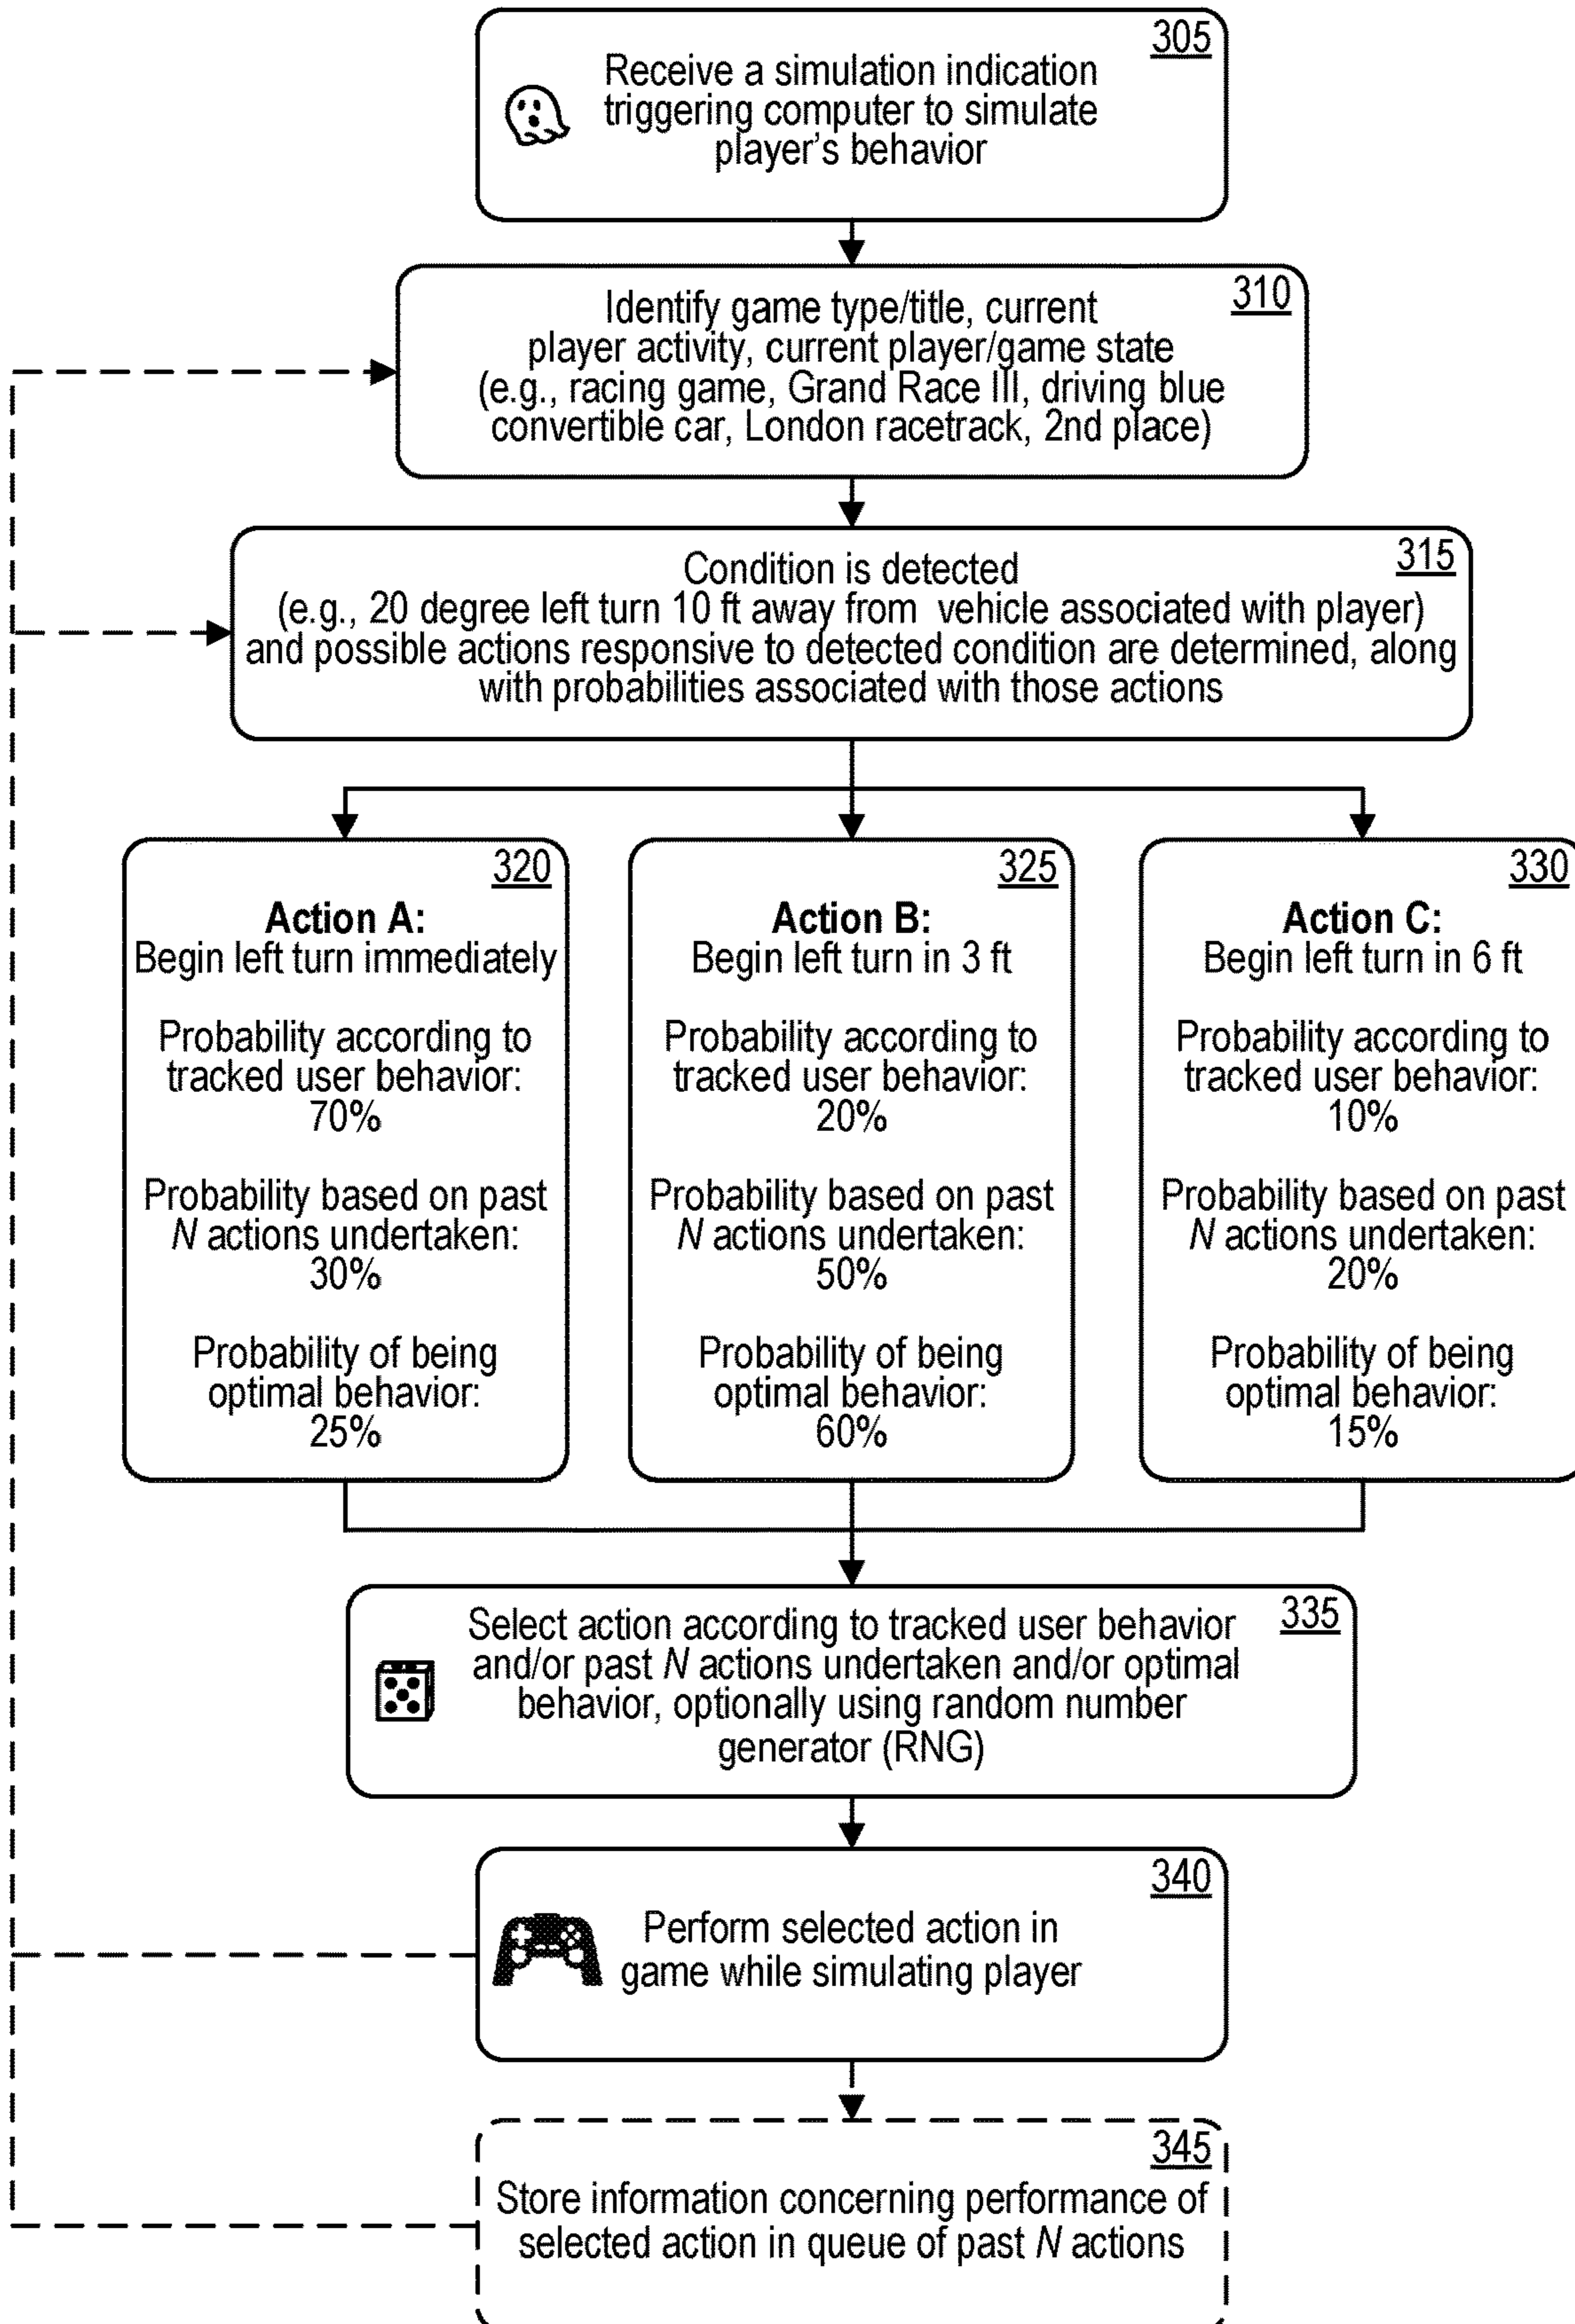 305
Receive a simulation indication
triggering computer to simulate
player's behavior
310
Identify game type/title, current
player activity, current player/game state
(e.g., racing game, Grand Race III, driving blue
convertible car, London racetrack, 2nd place)
315
Condition is detected
(e.g., 20 degree left turn 10 ft away from vehicle associated with player)
and possible actions responsive to detected condition are determined, along
with probabilities associated with those actions
320
Action A:
Begin left turn immediately
Probability according to
tracked user behavior:
70%
Probability based on past
N actions undertaken:
30%
Probability of being
optimal behavior:
25%
325
Action B:
Begin left turn in 3 ft
Probability according to
tracked user behavior:
20%
Probability based on past
N actions undertaken:
50%
Probability of being
optimal behavior:
60%
330
Action C:
Begin left turn in 6 ft
Probability according to
tracked user behavior:
10%
Probability based on past
N actions undertaken:
20%
Probability of being
optimal behavior:
15%
335
Select action according to tracked user behavior
and/or past N actions undertaken and/or optimal
behavior, optionally using random number
generator (RNG)
340
Perform selected action in
game while simulating player
345
Store information concerning performance of
selected action in queue of past N actions